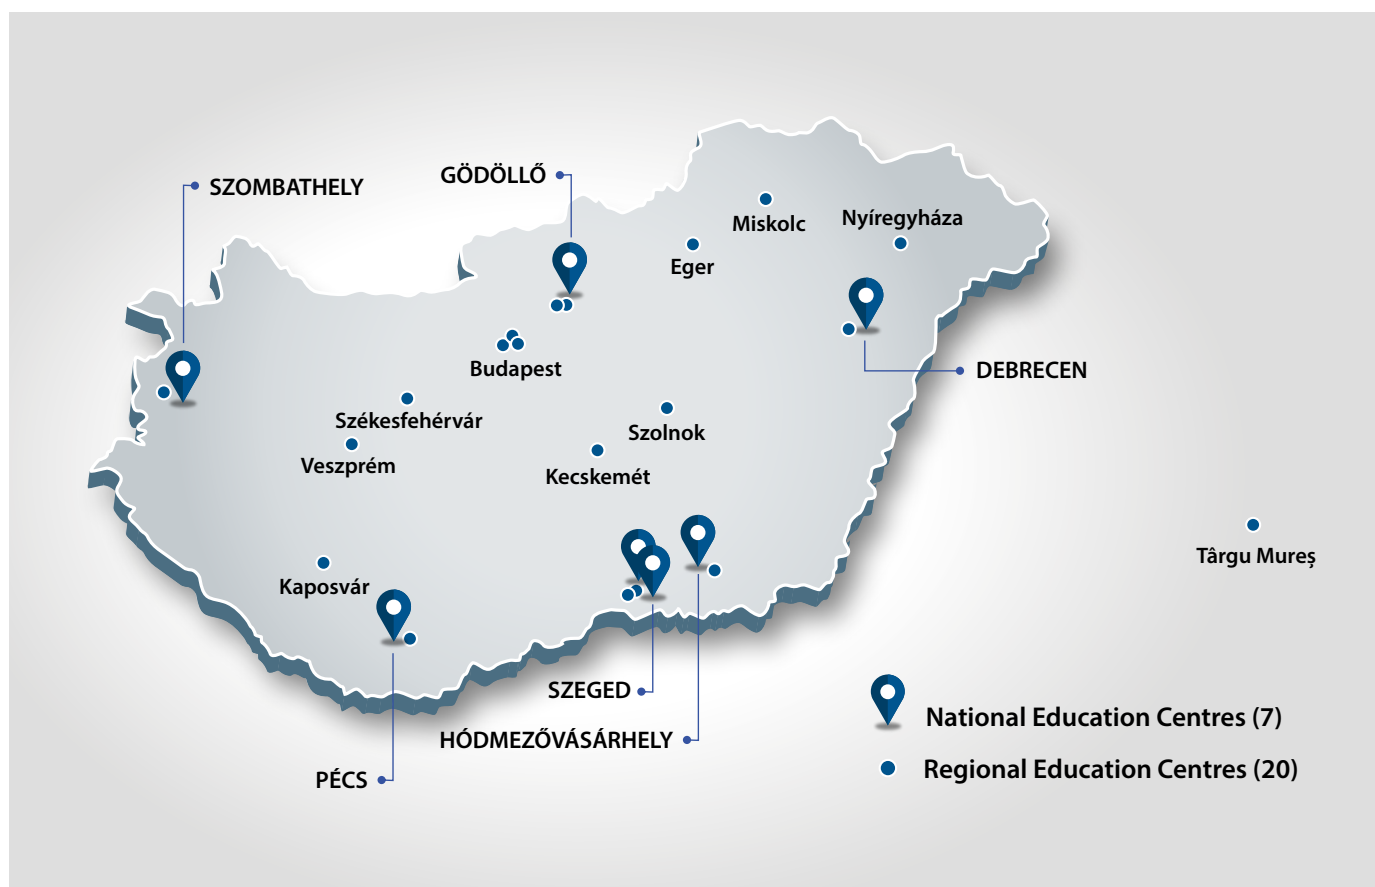 SZOMBATHELY
GÖDÖLLŐ
Miskolc
Nyíregyháza
Eger
Budapest
DEBRECEN
Székesfehérvár
Szolnok
Veszprém
Kecskemét
Târgu Mureș
Kaposvár
SZEGED
National Education Centres (7)
HÓDMEZŐVÁSÁRHELY
Regional Education Centres (20)
PÉCS